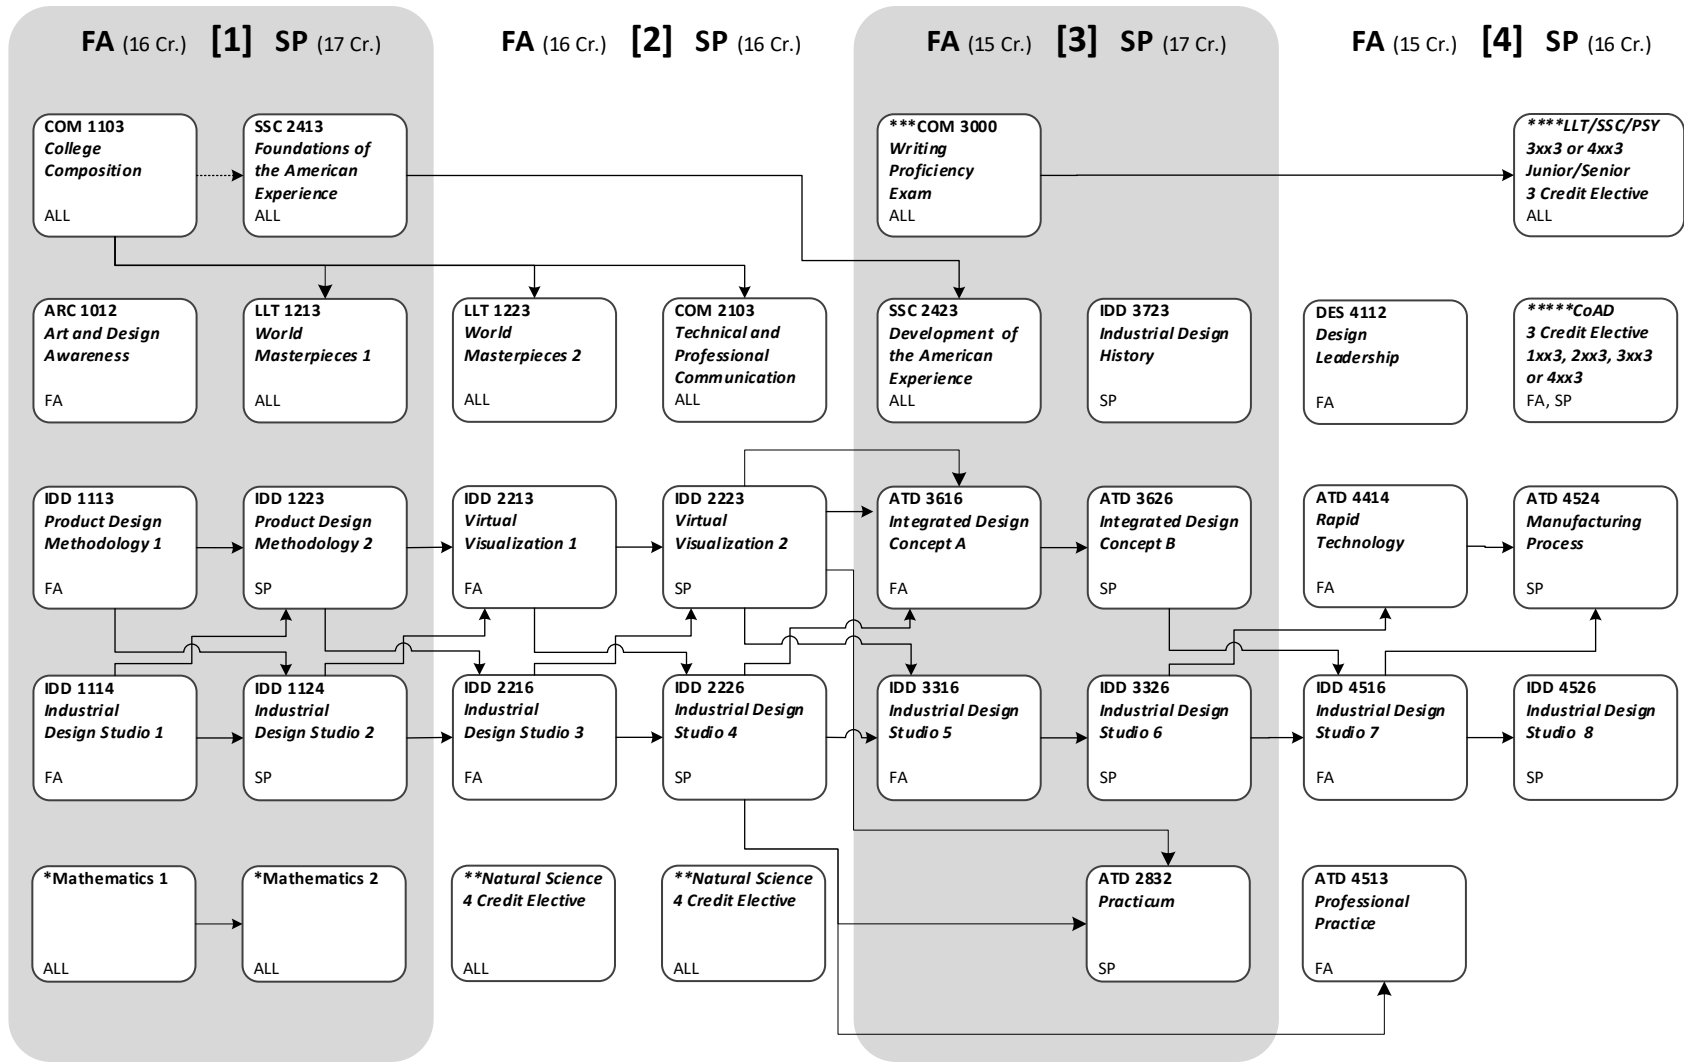 FA (16 Cr.) [1] SP (17 Cr.)
FA (16 Cr.) [2] SP (16 Cr.)
FA (15 Cr.) [3] SP (17 Cr.)
FA (15 Cr.) [4] SP (16 Cr.)
COM 1103
College
Composition
ALL
SSC 2413
Foundations of
the American
Experience
ALL
***COM 3000
Writing
Proficiency
Exam
ALL
****LLT/SSC/PSY
3xx3 or 4xx3
Junior/Senior
3 Credit Elective
ALL
ARC 1012
Art and Design
Awareness
FA
LLT 1213
World
Masterpieces 1
ALL
LLT 1223
World
Masterpieces 2
ALL
COM 2103
Technical and
Professional
Communication
ALL
SSC 2423
Development of
the American
Experience
ALL
IDD 3723
Industrial Design
History
SP
DES 4112
Design
Leadership
FA
*****CoAD
3 Credit Elective
1xx3, 2xx3, 3xx3
or 4xx3
FA, SP
IDD 1113
Product Design
Methodology 1
FA
IDD 1223
Product Design
Methodology 2
SP
IDD 2213
Virtual
Visualization 1
FA
IDD 2223
Virtual
Visualization 2
SP
ATD 3616
Integrated Design
Concept A
FA
ATD 3626
Integrated Design
Concept B
SP
ATD 4414
Rapid
Technology
FA
ATD 4524
Manufacturing
Process
SP
IDD 1114
Industrial
Design Studio 1
FA
IDD 1124
Industrial
Design Studio 2
SP
IDD 2216
Industrial
Design Studio 3
FA
IDD 2226
Industrial Design
Studio 4
SP
IDD 3316
Industrial Design
Studio 5
FA
IDD 3326
Industrial Design
Studio 6
SP
IDD 4516
Industrial Design
Studio 7
FA
IDD 4526
Industrial Design
Studio 8
SP
*Mathematics 1
ALL
*Mathematics 2
ALL
**Natural Science
4 Credit Elective
ALL
**Natural Science
4 Credit Elective
ALL
ATD 2832
Practicum
SP
ATD 4513
Professional
Practice
FA